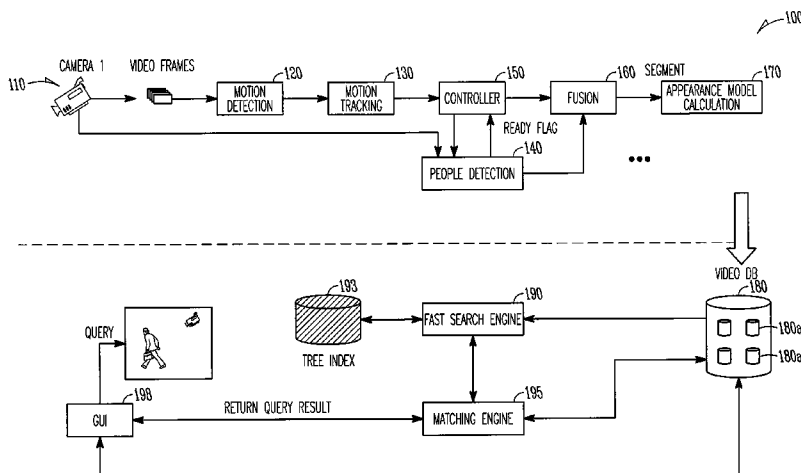 100
CAMERA 1
VIDEO FRAMES
110
120
MOTION
DETECTION
130
MOTION
TRACKING
150
CONTROLLER
160
FUSION
SEGMENT
170
APPEARANCE MODEL
CALCULATION
READY FLAG
140
PEOPLE DETECTION
•••
VIDEO DB
180
180a
180a
193
TREE INDEX
190
FAST SEARCH ENGINE
QUERY
198
GUI
RETURN QUERY RESULT
195
MATCHING ENGINE